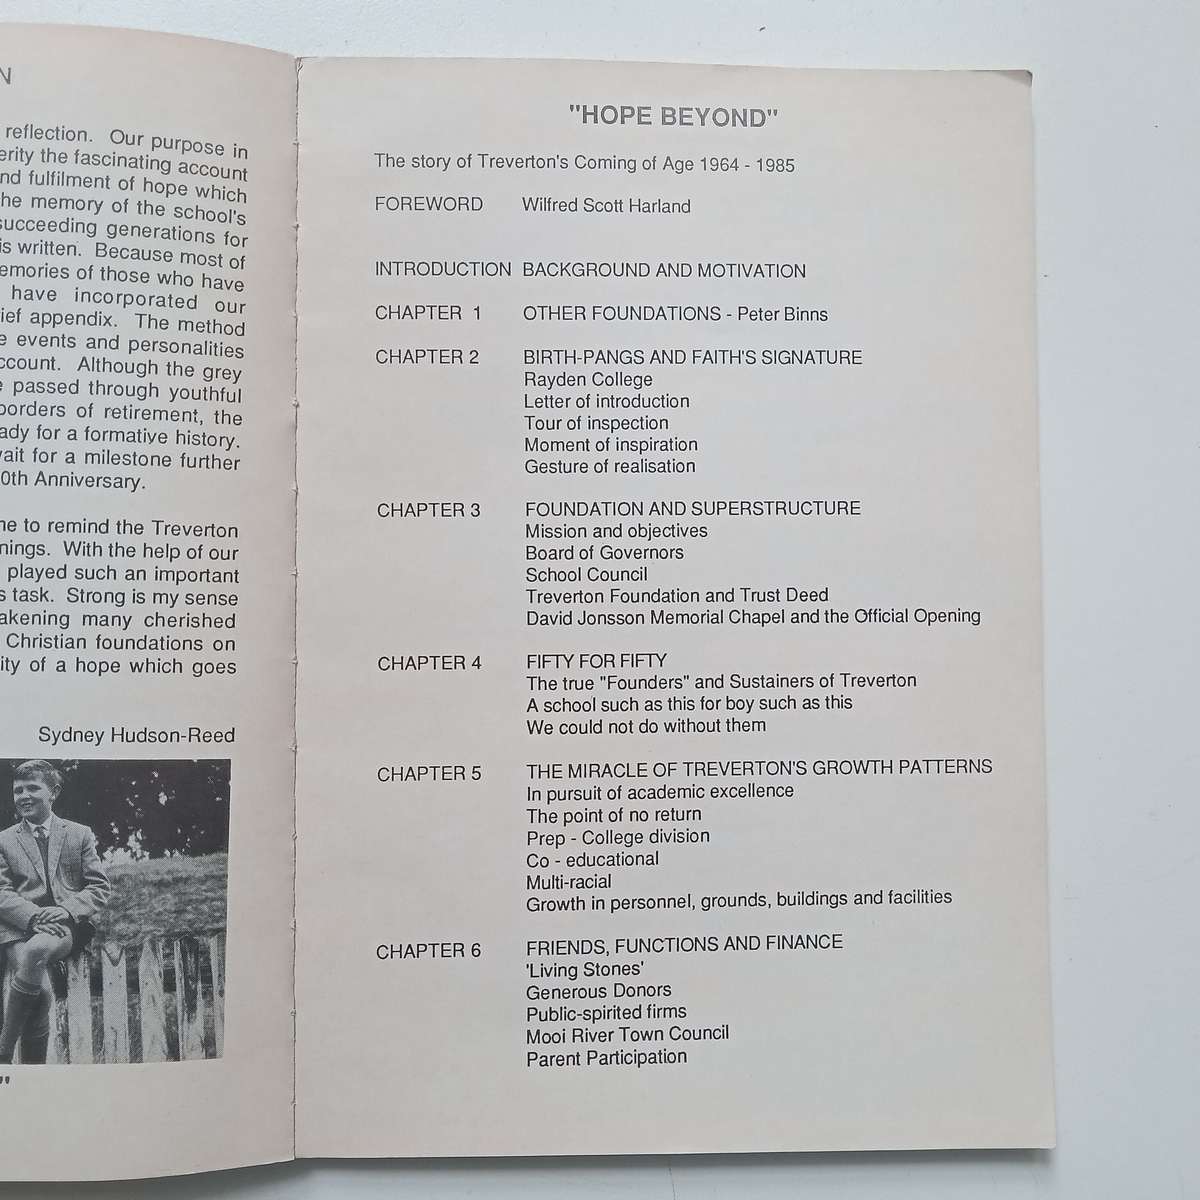 N
reflection. Our purpose in
the fascinating account
fulfilment of hope which
the memory of the school's
succeeding generations for
is written. Because most of
memories of those who have
have incorporated our
appendix. The method
events and personalities
account. Although the grey
passed through youthful
borders of retirement, the
for a formative history.
wait for a milestone further
0th Anniversary.
to remind the Treverton
With the help of our
played such an important
task. Strong is my sense
many cherished
Christian foundations on
of a hope which goes
Sydney Hudson-Reed
"
"HOPE BEYOND"
The story of Treverton's Coming of Age 1964 - 1985
FOREWORD Wilfred Scott Harland
INTRODUCTION BACKGROUND AND MOTIVATION
CHAPTER 1 OTHER FOUNDATIONS - Peter Binns
CHAPTER 2 BIRTH-PANGS AND FAITH'S SIGNATURE
Rayden College
Letter of introduction
Tour of inspection
Moment of inspiration
Gesture of realisation
CHAPTER 3 FOUNDATION AND SUPERSTRUCTURE
Mission and objectives
Board of Governors
School Council
Treverton Foundation and Trust Deed
David Jonsson Memorial Chapel and the Official Opening
CHAPTER 4 FIFTY FOR FIFTY
The true "Founders" and Sustainers of Treverton
A school such as this for boy such as this
We could not do without them
CHAPTER 5 THE MIRACLE OF TREVERTON'S GROWTH PATTERNS
In pursuit of academic excellence
The point of no return
Prep - College division
Co - educational
Multi-racial
Growth in personnel, grounds, buildings and facilities
CHAPTER 6 FRIENDS, FUNCTIONS AND FINANCE
'Living Stones'
Generous Donors
Public-spirited firms
Mooi River Town Council
Parent Participation